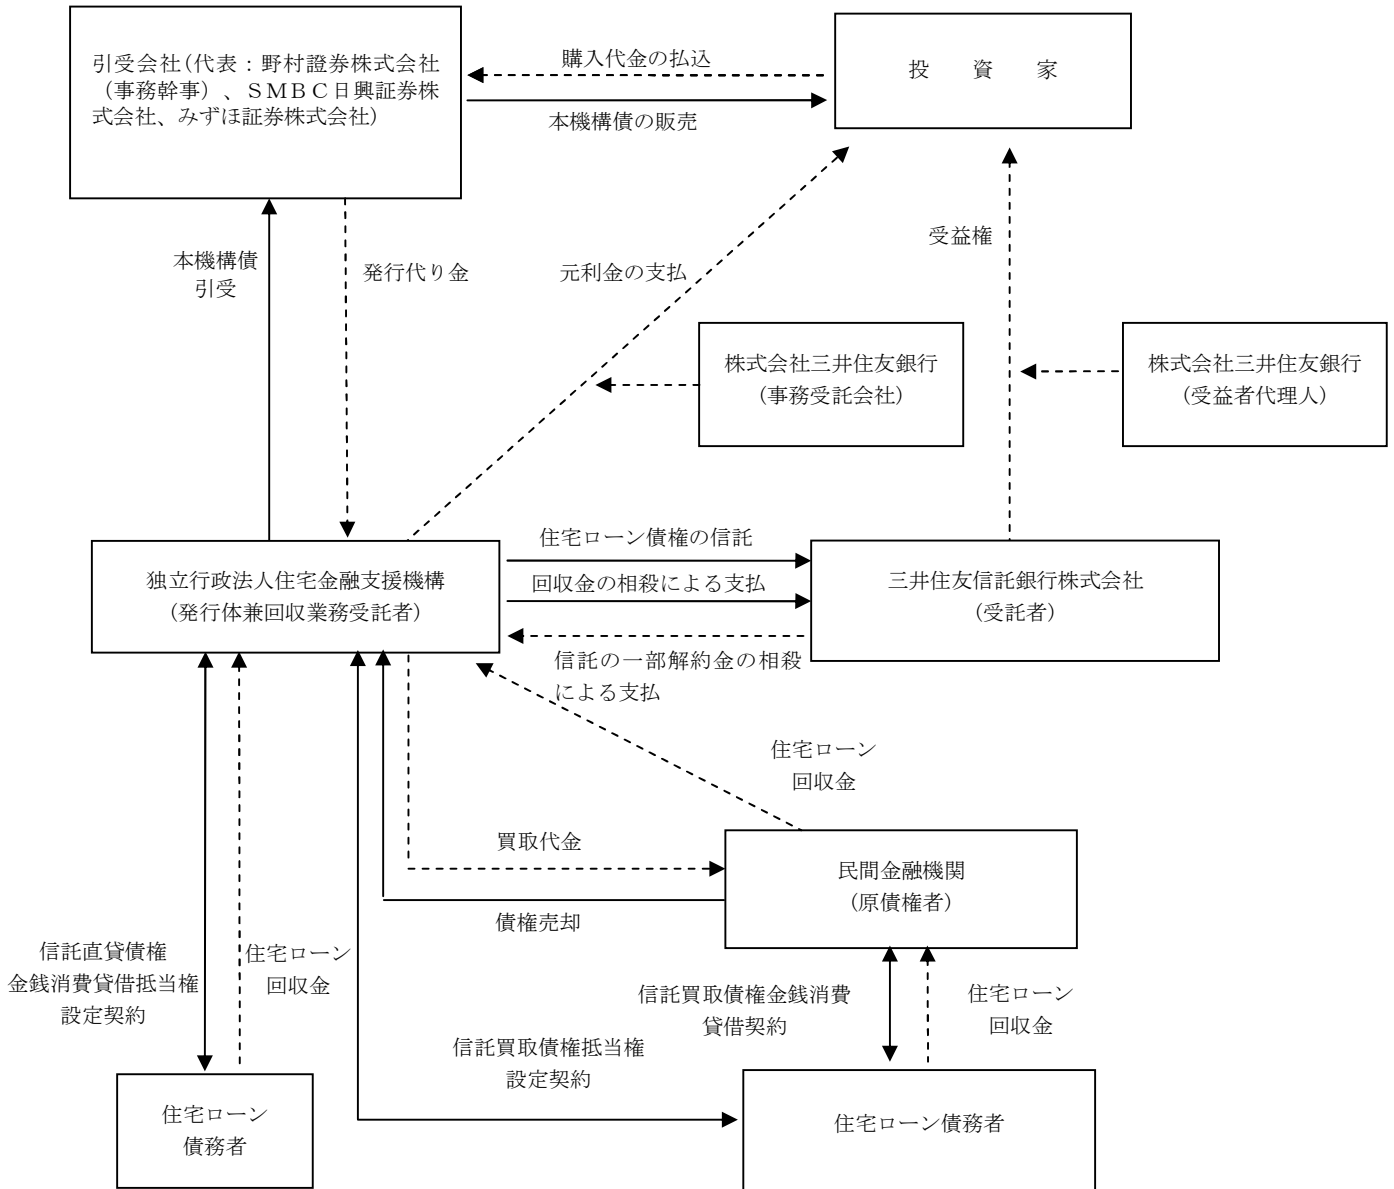 引受会社(代表：野村證券株式会社
（事務幹事）、ＳＭＢＣ日興証券株
式会社、みずほ証券株式会社)
購入代金の払込
本機構債の販売
投　資　家
本機構債
引受
発行代り金
元利金の支払
受益権
株式会社三井住友銀行
（事務受託会社）
株式会社三井住友銀行
（受益者代理人）
独立行政法人住宅金融支援機構
（発行体兼回収業務受託者）
住宅ローン債権の信託
回収金の相殺による支払
信託の一部解約金の相殺
による支払
三井住友信託銀行株式会社
（受託者）
住宅ローン
回収金
買取代金
債権売却
民間金融機関
（原債権者）
信託直貸債権
金銭消費貸借抵当権
設定契約
住宅ローン
回収金
信託買取債権金銭消費
貸借契約
住宅ローン
回収金
信託買取債権抵当権
設定契約
住宅ローン
債務者
住宅ローン債務者